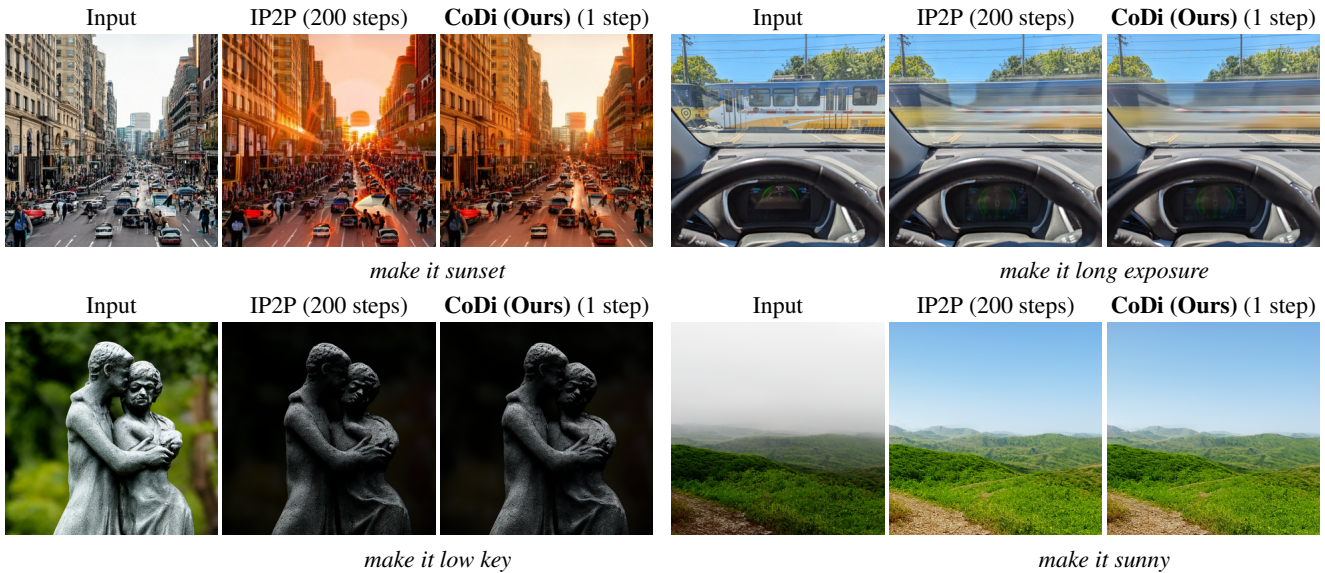 Input IP2P (200 steps) CoDi (Ours) (1 step) Input IP2P (200 steps) CoDi (Ours) (1 step)
make it sunset make it long exposure
Input IP2P (200 steps) CoDi (Ours) (1 step) Input IP2P (200 steps) CoDi (Ours) (1 step)
make it low key make it sunny